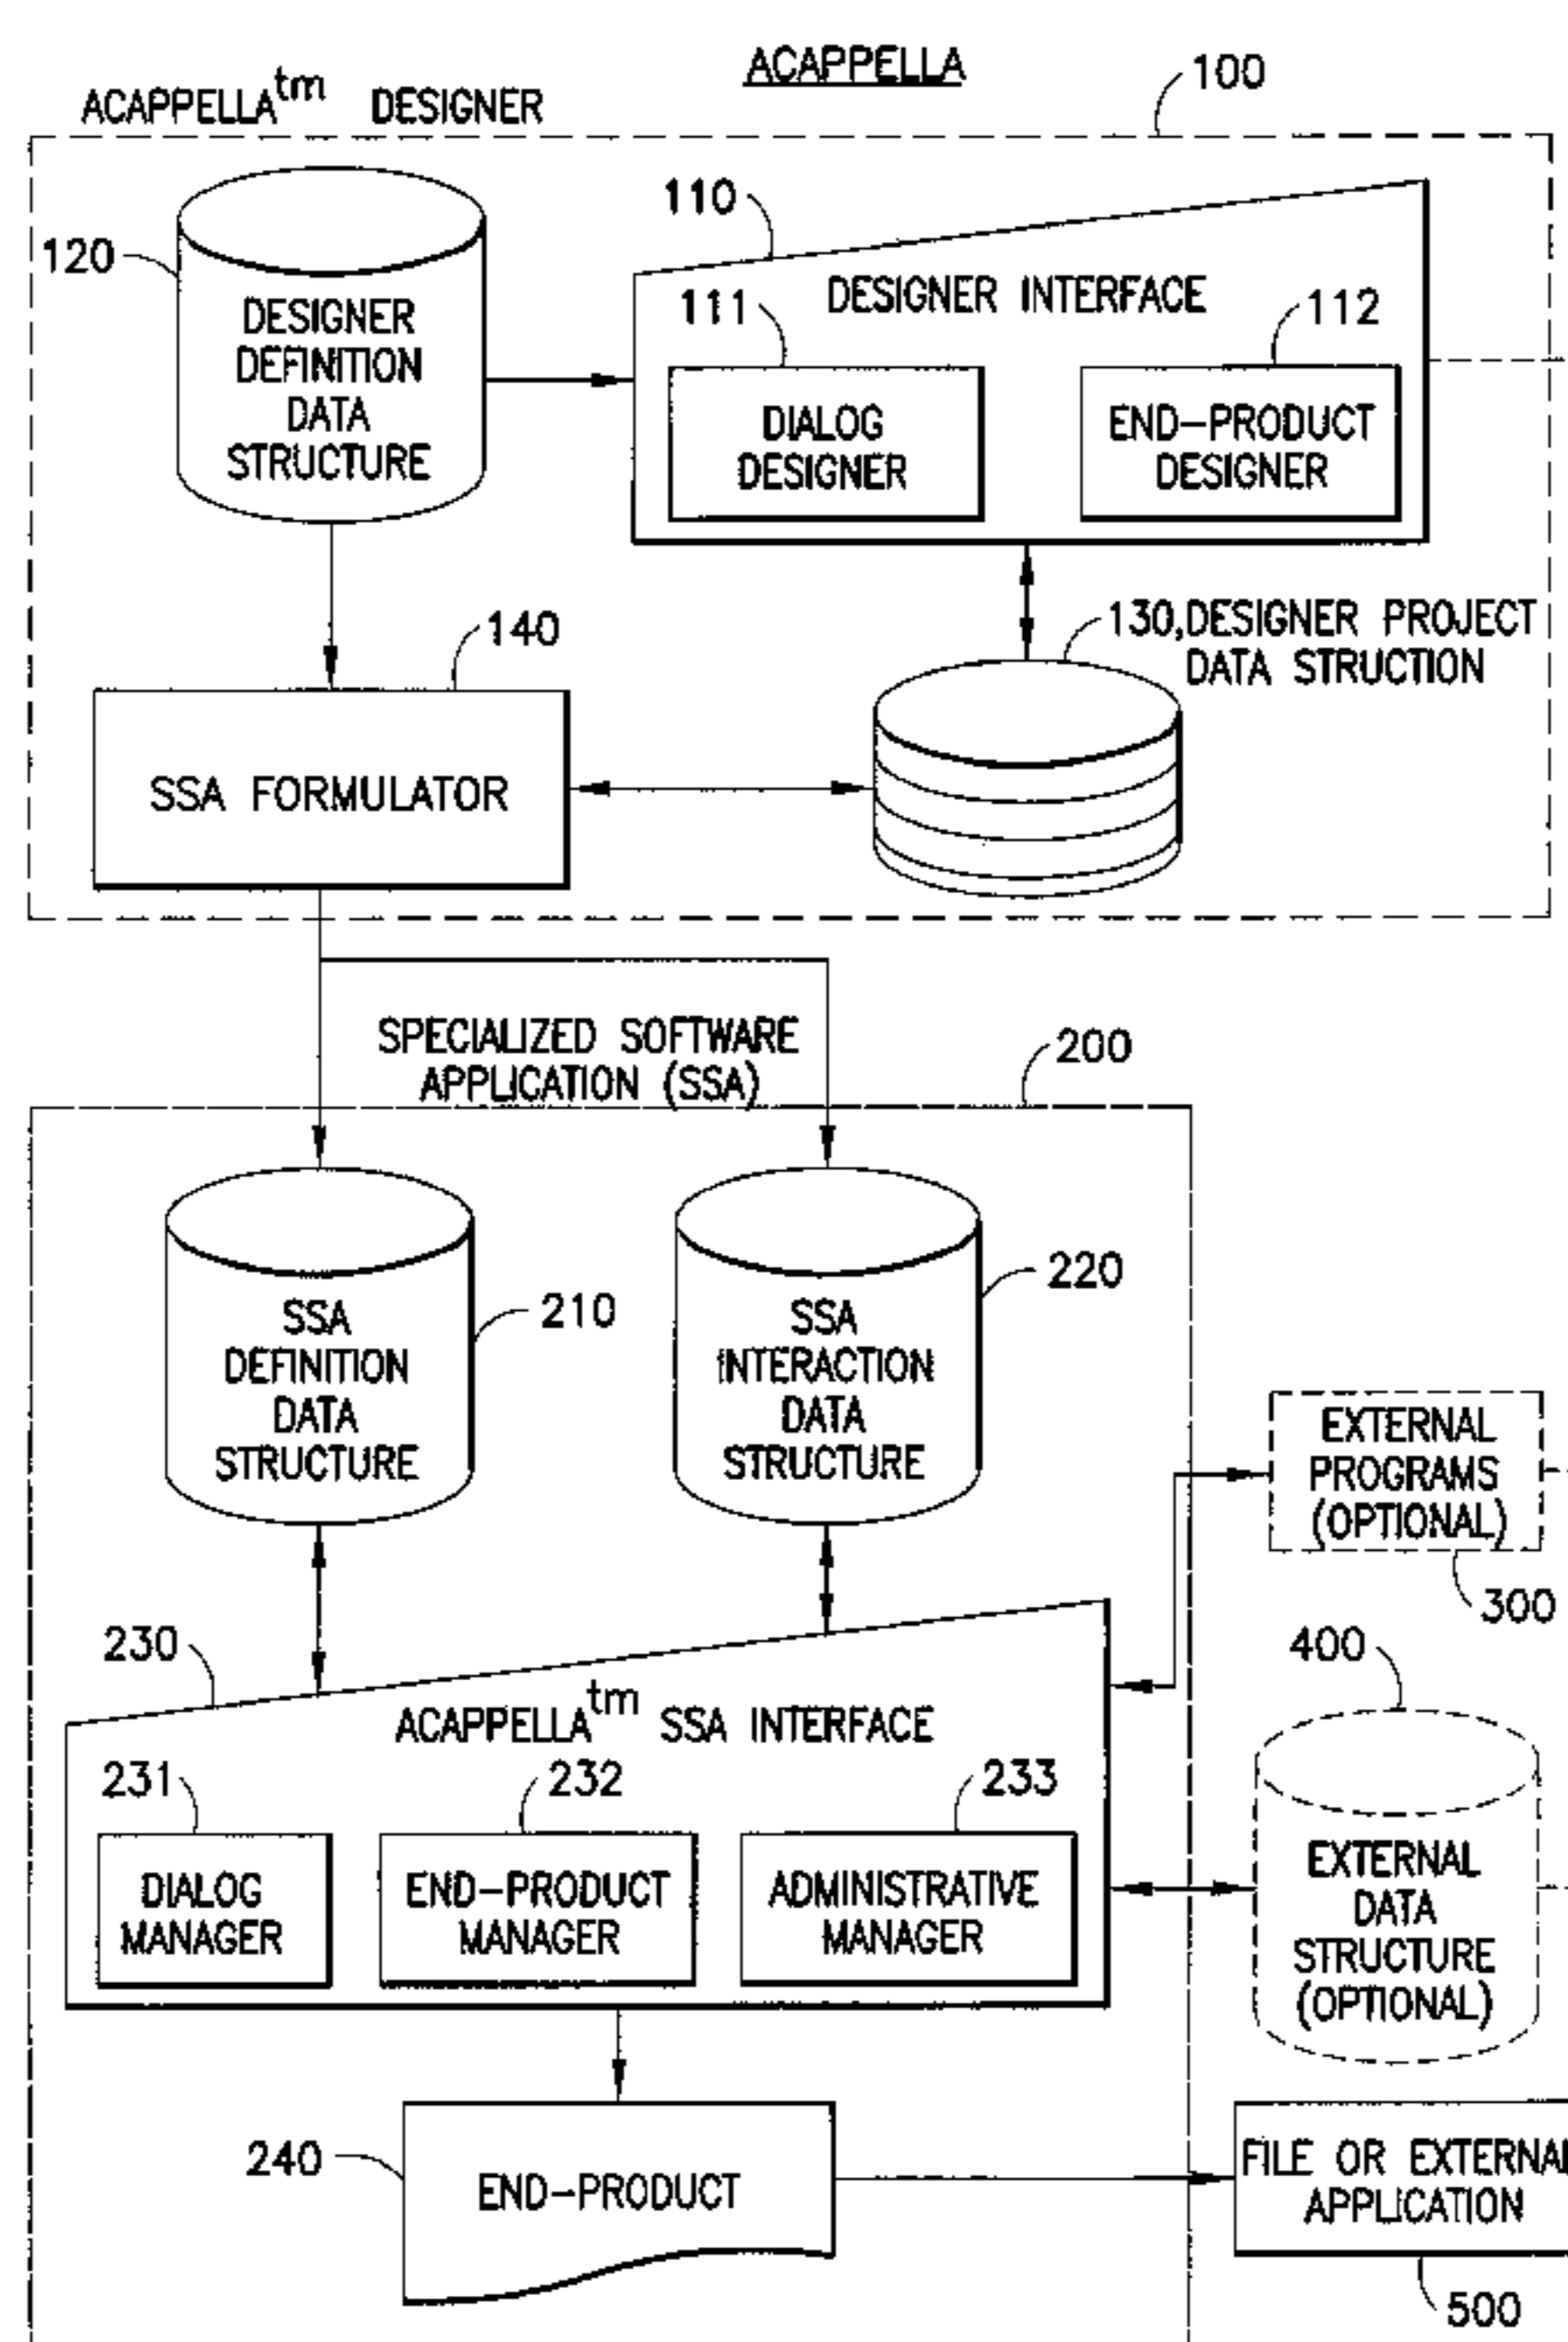 ACAPPELLA
ACAPPELLAtm DESIGNER
100
110
120
DESIGNER
DEFINITION
DATA
STRUCTURE
DESIGNER INTERFACE
111
112
DIALOG
DESIGNER
END-PRODUCT
DESIGNER
140
130,DESIGNER PROJECT
DATA STRUCTION
SSA FORMULATOR
SPECIALIZED SOFTWARE
APPLICATION (SSA)
200
SSA
DEFINITION
DATA
STRUCTURE
210
SSA
INTERACTION
DATA
STRUCTURE
220
EXTERNAL
PROGRAMS
(OPTIONAL)
300
230
400
ACAPPELLAtm SSA INTERFACE
231
232
233
DIALOG
MANAGER
END-PRODUCT
MANAGER
ADMINISTRATIVE
MANAGER
EXTERNAL
DATA
STRUCTURE
(OPTIONAL)
240
END-PRODUCT
FILE OR EXTERNAL
APPLICATION
500